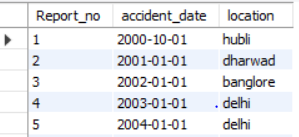 Report_no accident_date location
1 2000-10-01 hubli
2 2001-01-01 dharwad
3 2002-01-01 banglore
4 2003-01-01 . delhi
5 2004-01-01 delhi